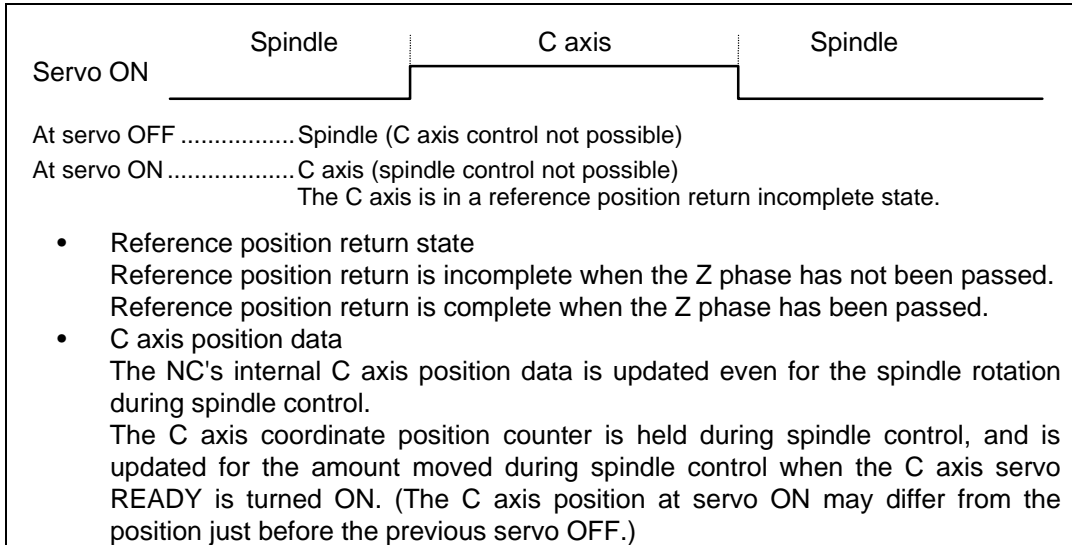 Spindle C axis Spindle
Servo ON
At servo OFF .................Spindle (C axis control not possible)
At servo ON ...................C axis (spindle control not possible)
The C axis is in a reference position return incomplete state.
• Reference position return state
Reference position return is incomplete when the Z phase has not been passed.
Reference position return is complete when the Z phase has been passed.
• C axis position data
The NC's internal C axis position data is updated even for the spindle rotation
during spindle control.
The C axis coordinate position counter is held during spindle control, and is
updated for the amount moved during spindle control when the C axis servo
READY is turned ON. (The C axis position at servo ON may differ from the
position just before the previous servo OFF.)